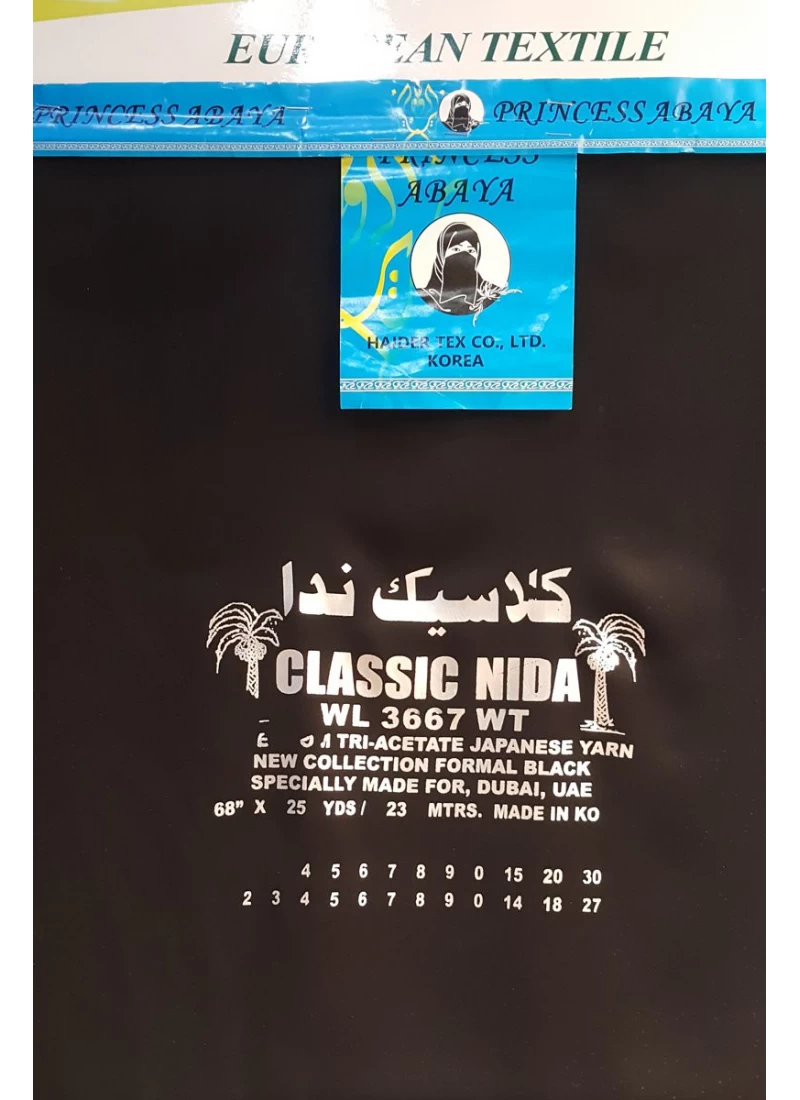 TEXTILE
PRINCESS ABAYA
PRINCESS ABAYA
PRINCESS
ABAYA
HAIDER TEX CO., LTD.
KOREA
كلاسيك ندا
CLASSIC NIDA
WL 3667 WT
TRI-ACETATE JAPANESE YARN
NEW COLLECTION FORMAL BLACK
SPECIALLY MADE FOR, DUBAI, UAE
68" X 25 YDS / 23 MTRS. MADE IN KO
4 5 6 7 8 9 0 15 20 30
2 3 4 5 6 7 8 9 0 14 18 27